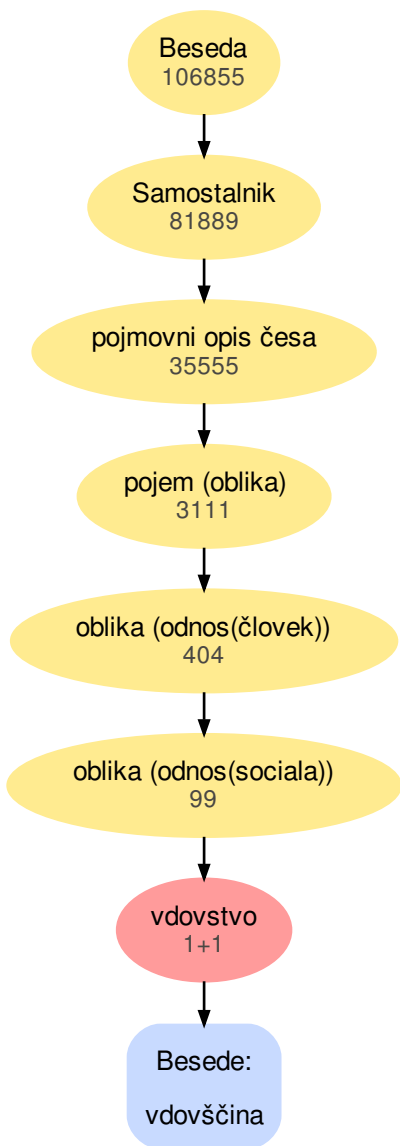 Beseda
106855
Samostalnik
81889
pojmovni opis česa
35555
pojem (oblika)
3111
oblika (odnos(človek))
404
oblika (odnos(sociala))
99
vdovstvo
1+1
Besede:
vdovščina